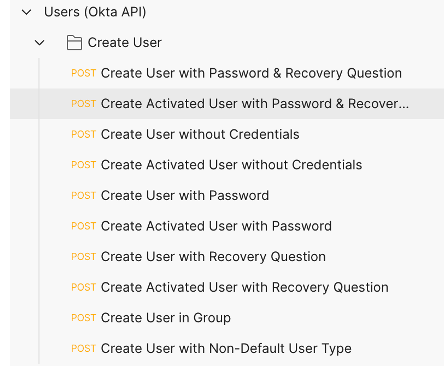 Users (Okta API)
Create User
POST Create User with Password & Recovery Question
POST Create Activated User with Password & Recover...
POST Create User without Credentials
POST Create Activated User without Credentials
POST Create User with Password
POST Create Activated User with Password
POST Create User with Recovery Question
POST Create Activated User with Recovery Question
POST Create User in Group
POST Create User with Non-Default User Type